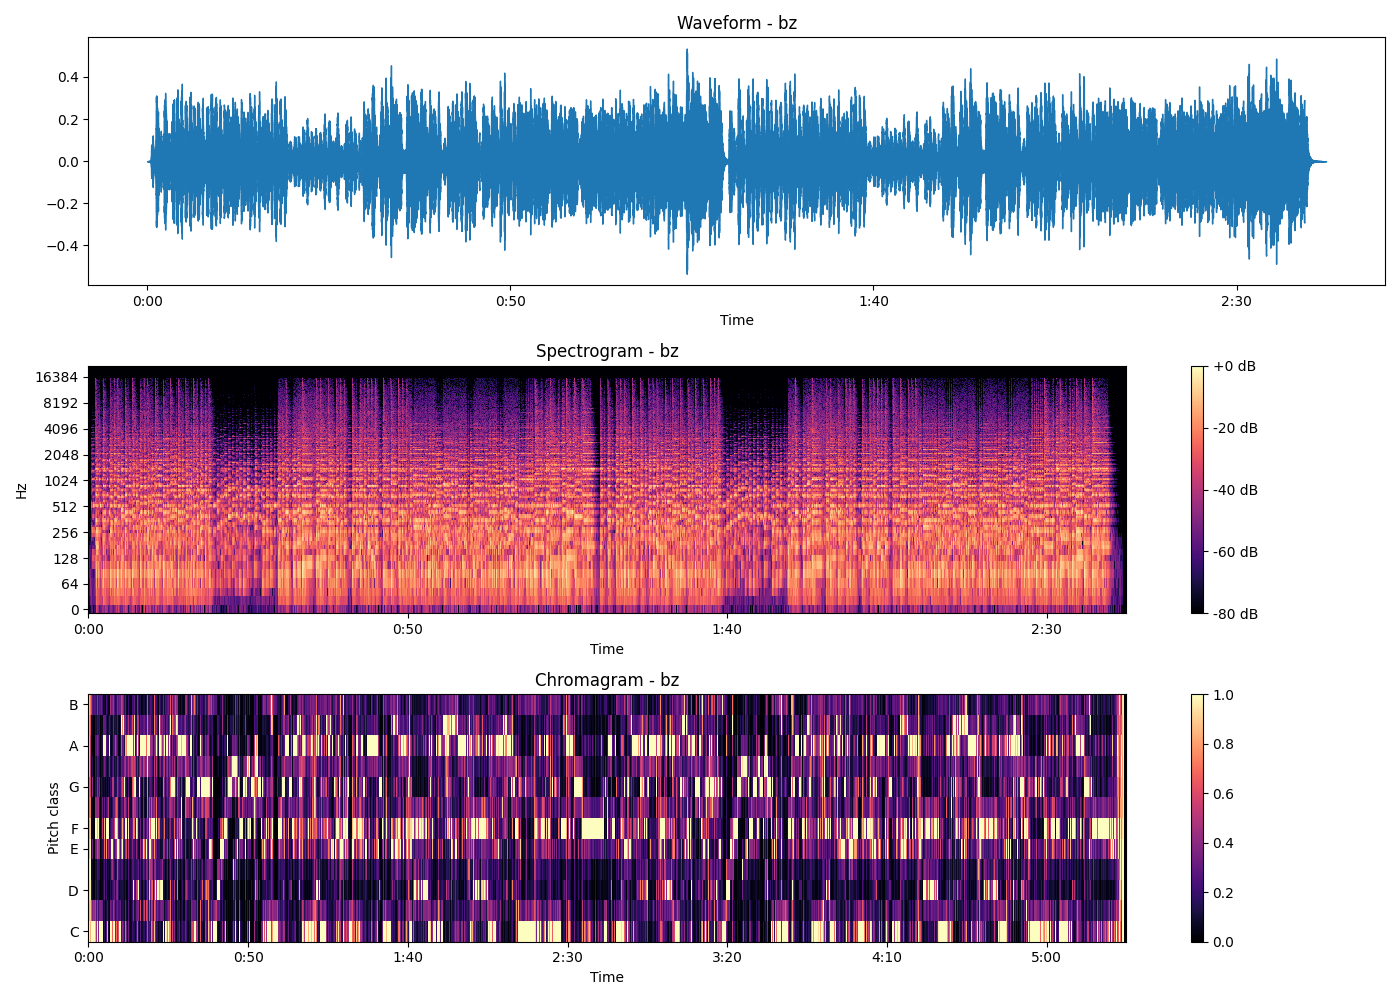 Waveform - bz
0.4
0.2
0.0
−0.2
−0.4
0:00 0:50 1:40 2:30
Time
Spectrogram - bz
Hz
16384
8192
4096
2048
1024
512
256
128
64
0
0:00 0:50 1:40 2:30
Time
+0 dB
-20 dB
-40 dB
-60 dB
-80 dB
Chromagram - bz
Pitch class
B
A
G
F
E
D
C
0:00 0:50 1:40 2:30 3:20 4:10 5:00
Time
1.0
0.8
0.6
0.4
0.2
0.0